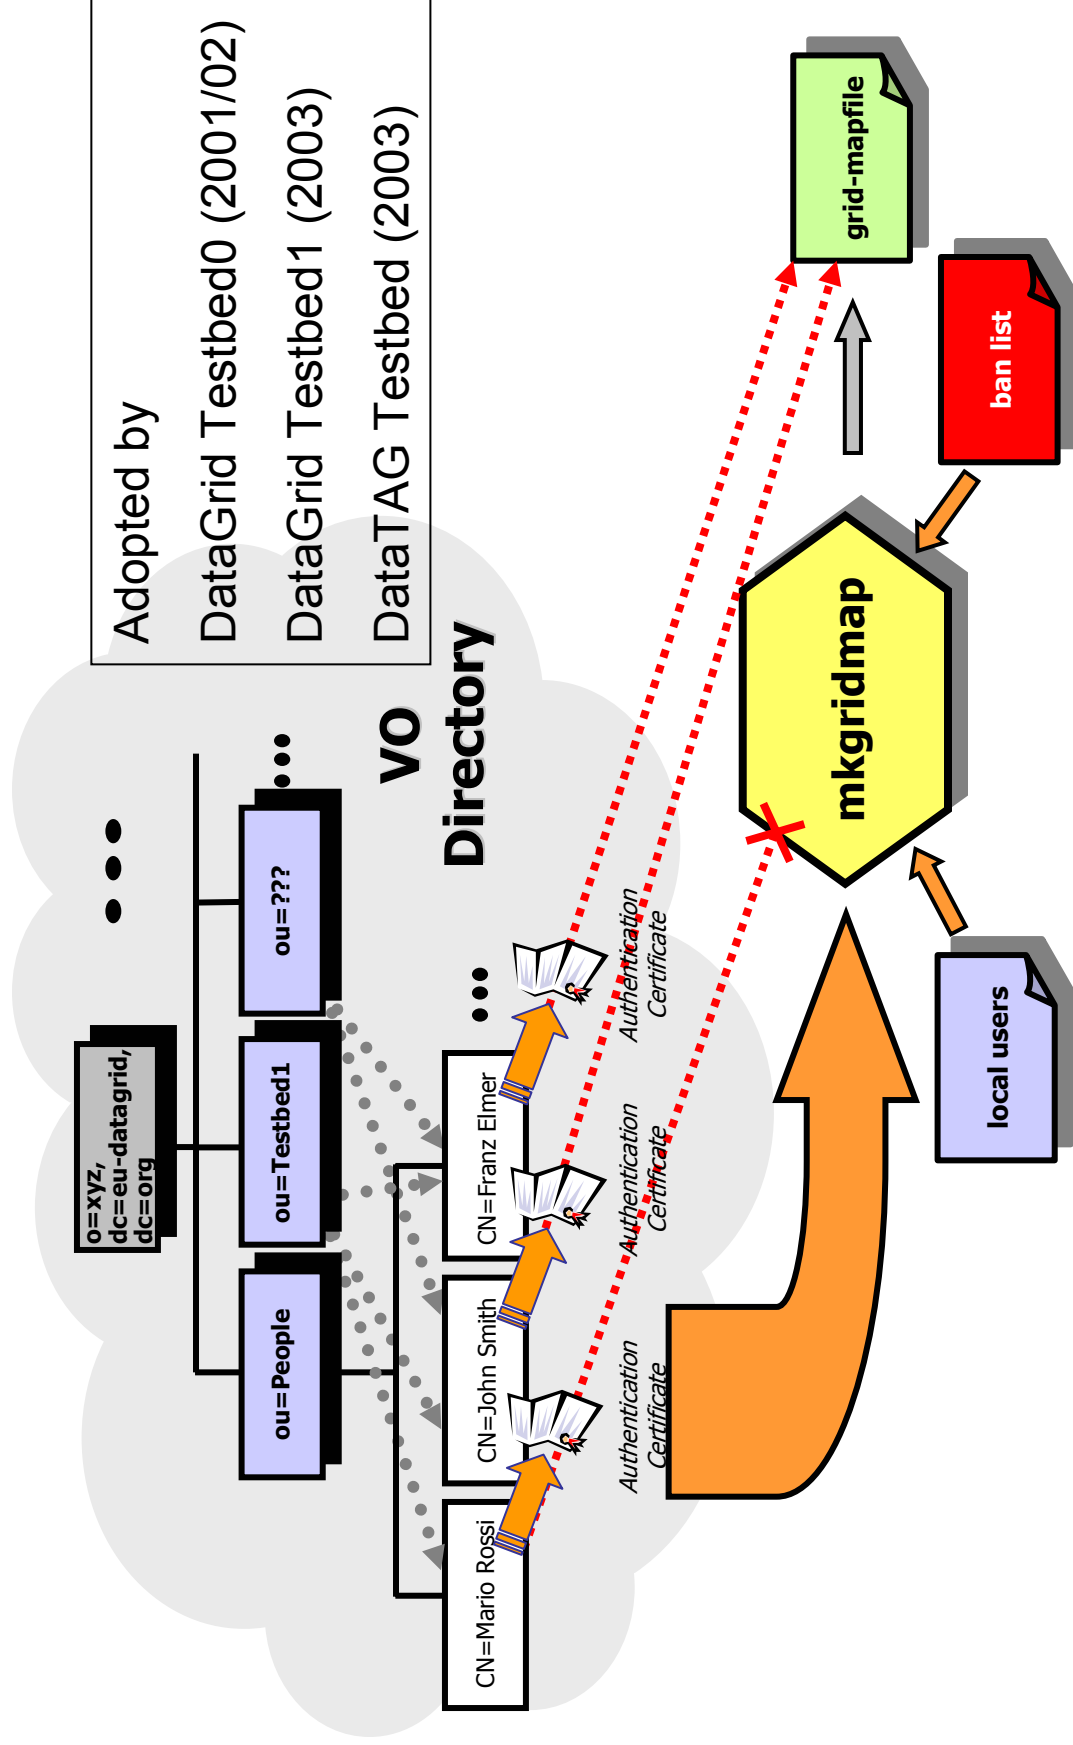 o=xyz,
dc=eu-datagrid,
dc=org
ou=People
ou=Testbed1
ou=???
CN=Mario Rossi
CN=John Smith
CN=Franz Elmer
VO
Directory
Adopted by
DataGrid Testbed0 (2001/02)
DataGrid Testbed1 (2003)
DataTAG Testbed (2003)
Authentication
Certificate
Authentication
Certificate
Authentication
Certificate
mkgridmap
grid-mapfile
local users
ban list